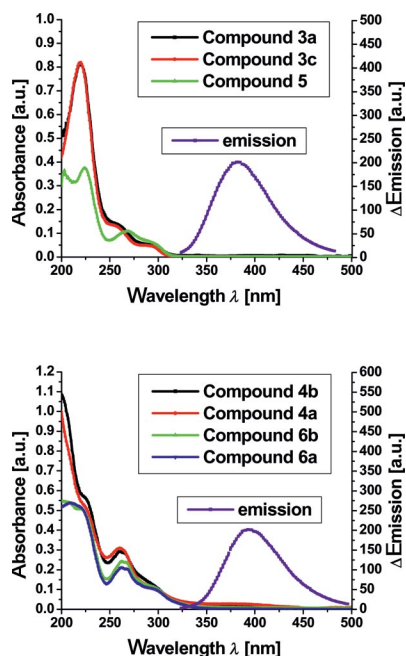 Absorbance [a.u.]
1.0
0.9
0.8
0.7
0.6
0.5
0.4
0.3
0.2
0.1
0.0
Compound 3a
Compound 3c
Compound 5
emission
500
450
400
350
300
250
200
150
100
50
0
Δ Emission [a.u.]
200 250 300 350 400 450 500
Wavelength λ [nm]
Absorbance [a.u.]
1.2
1.1
1.0
0.9
0.8
0.7
0.6
0.5
0.4
0.3
0.2
0.1
0.0
Compound 4b
Compound 4a
Compound 6b
Compound 6a
emission
600
550
500
450
400
350
300
250
200
150
100
50
0
Δ Emission [a.u.]
200 250 300 350 400 450 500
Wavelength λ [nm]